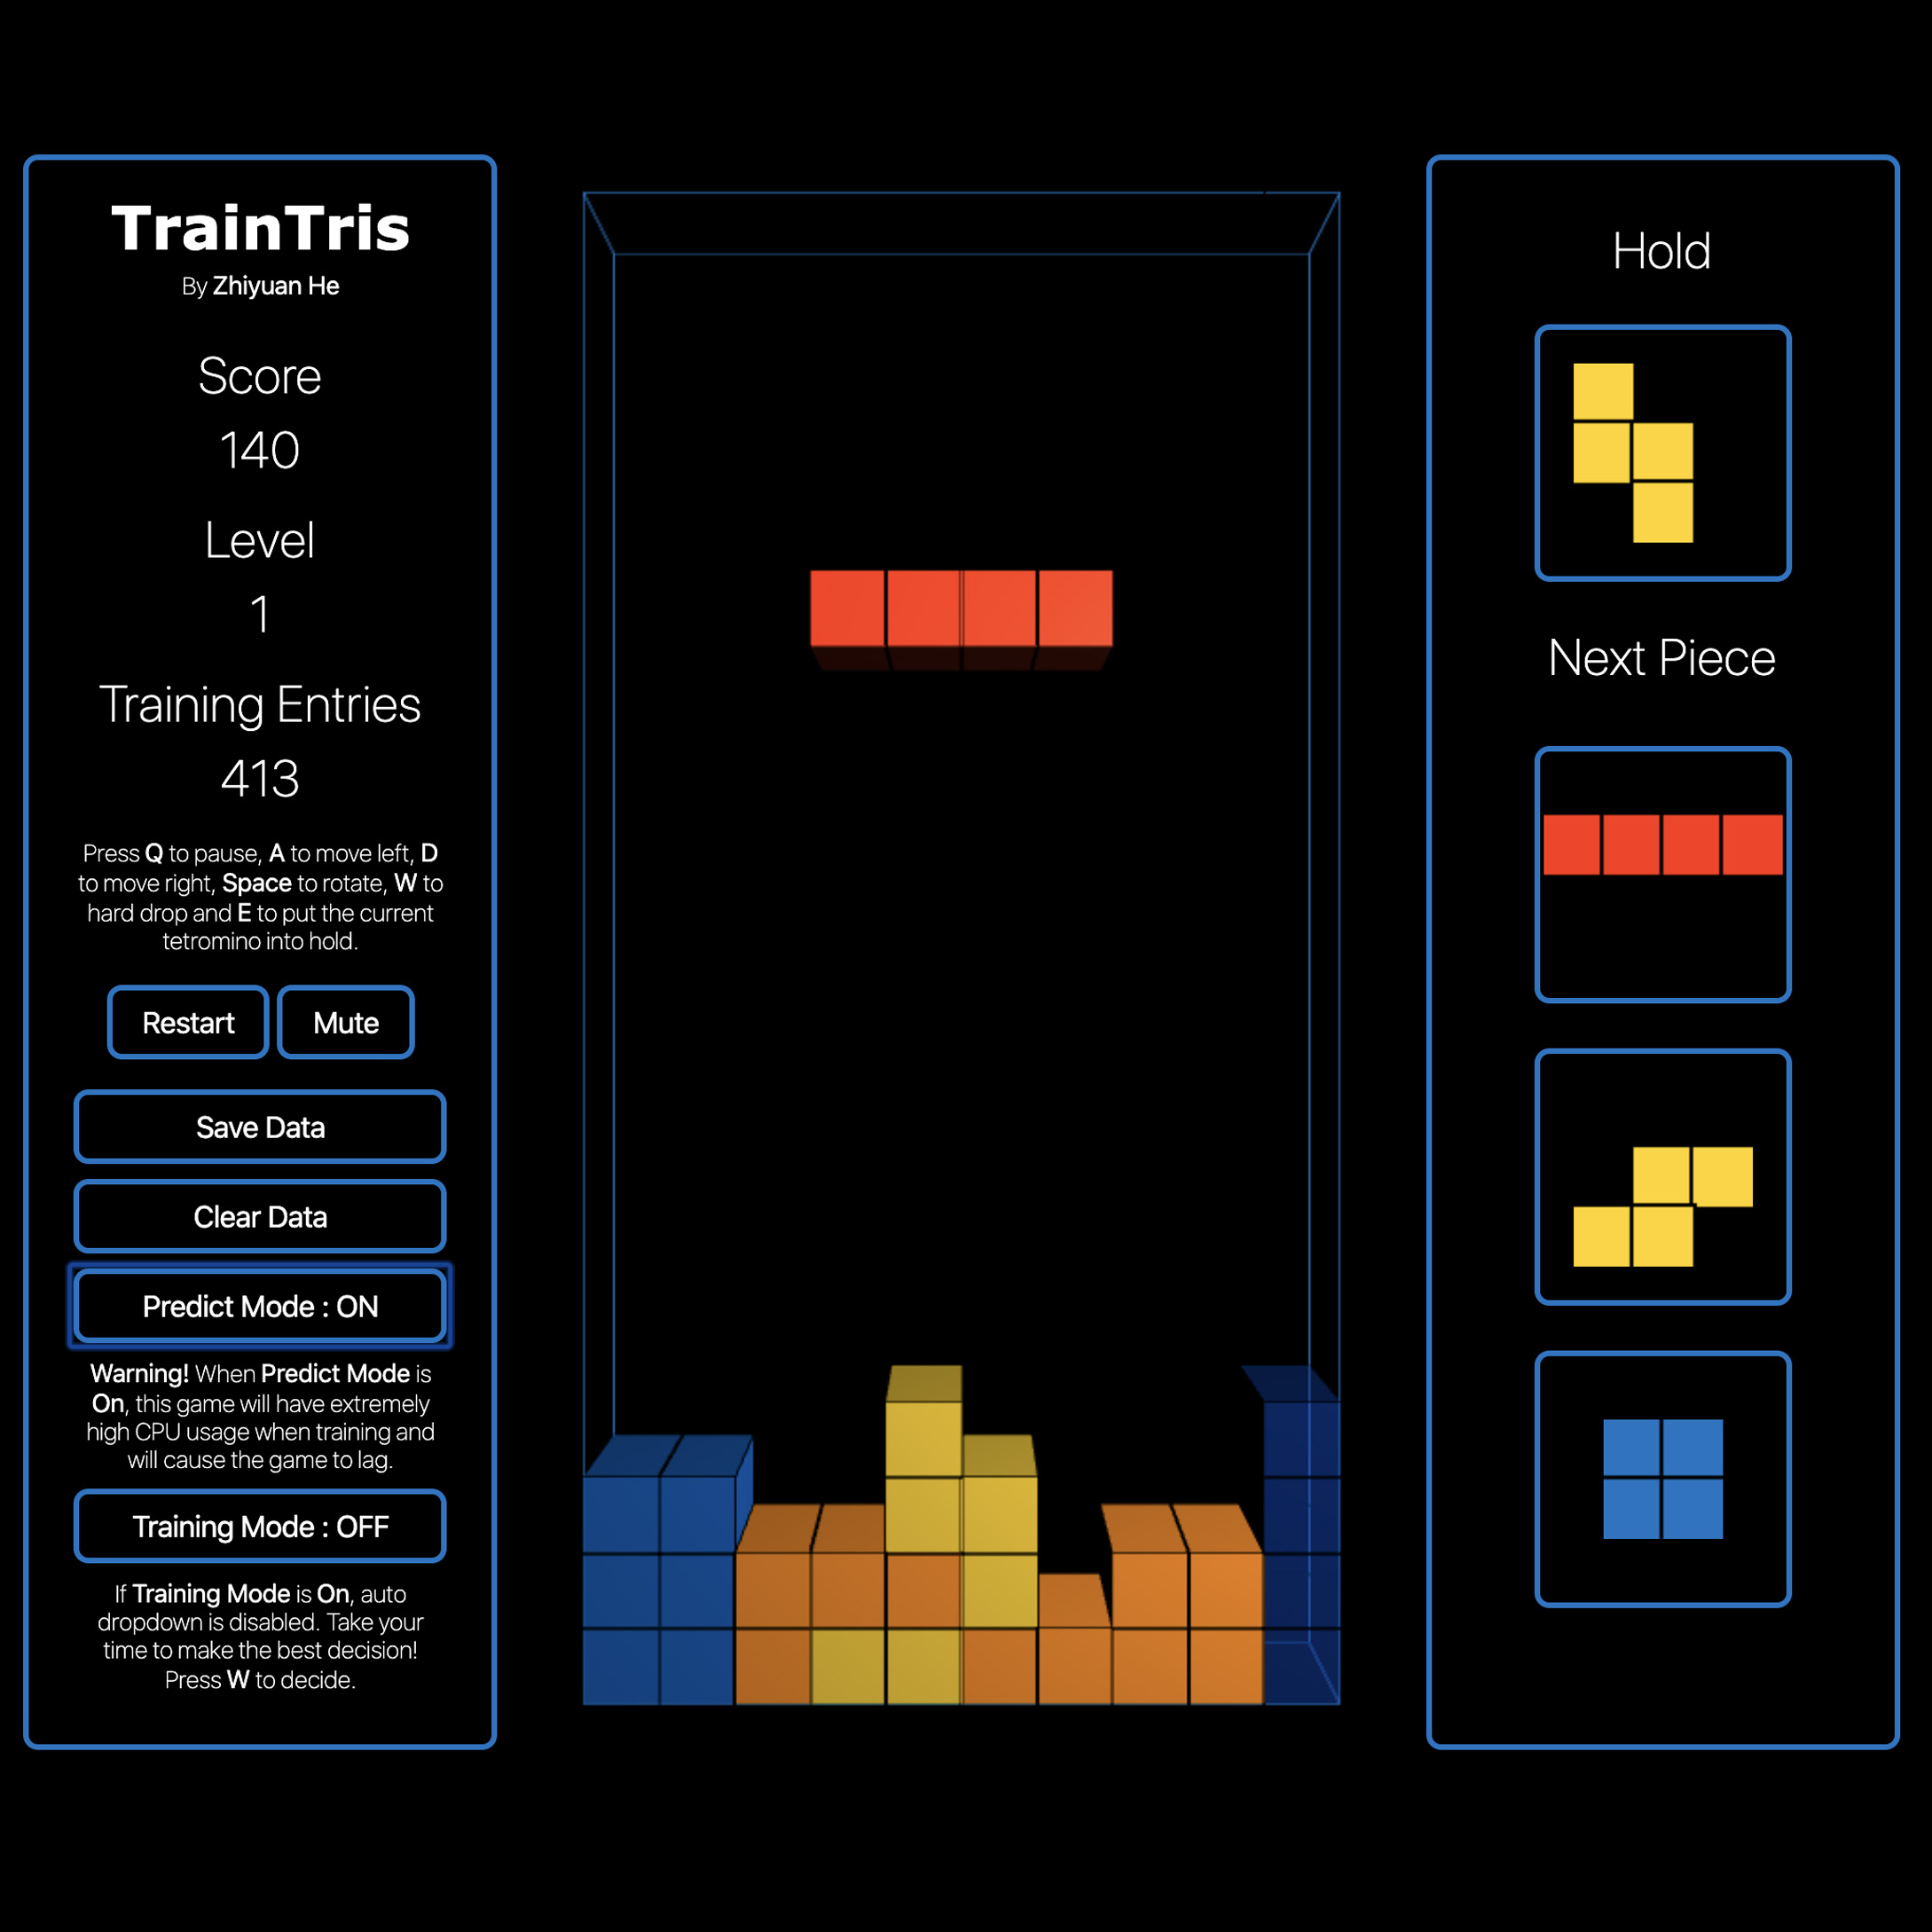 TrainTris
By Zhiyuan He
Score
140
Level
1
Training Entries
413
Press Q to pause, A to move left, D
to move right, Space to rotate, W to
hard drop and E to put the current
tetromino into hold.
Restart
Mute
Save Data
Clear Data
Predict Mode : ON
Warning! When Predict Mode is
On, this game will have extremely
high CPU usage when training and
will cause the game to lag.
Training Mode : OFF
If Training Mode is On, auto
dropdown is disabled. Take your
time to make the best decision!
Press W to decide.
Hold
Next Piece